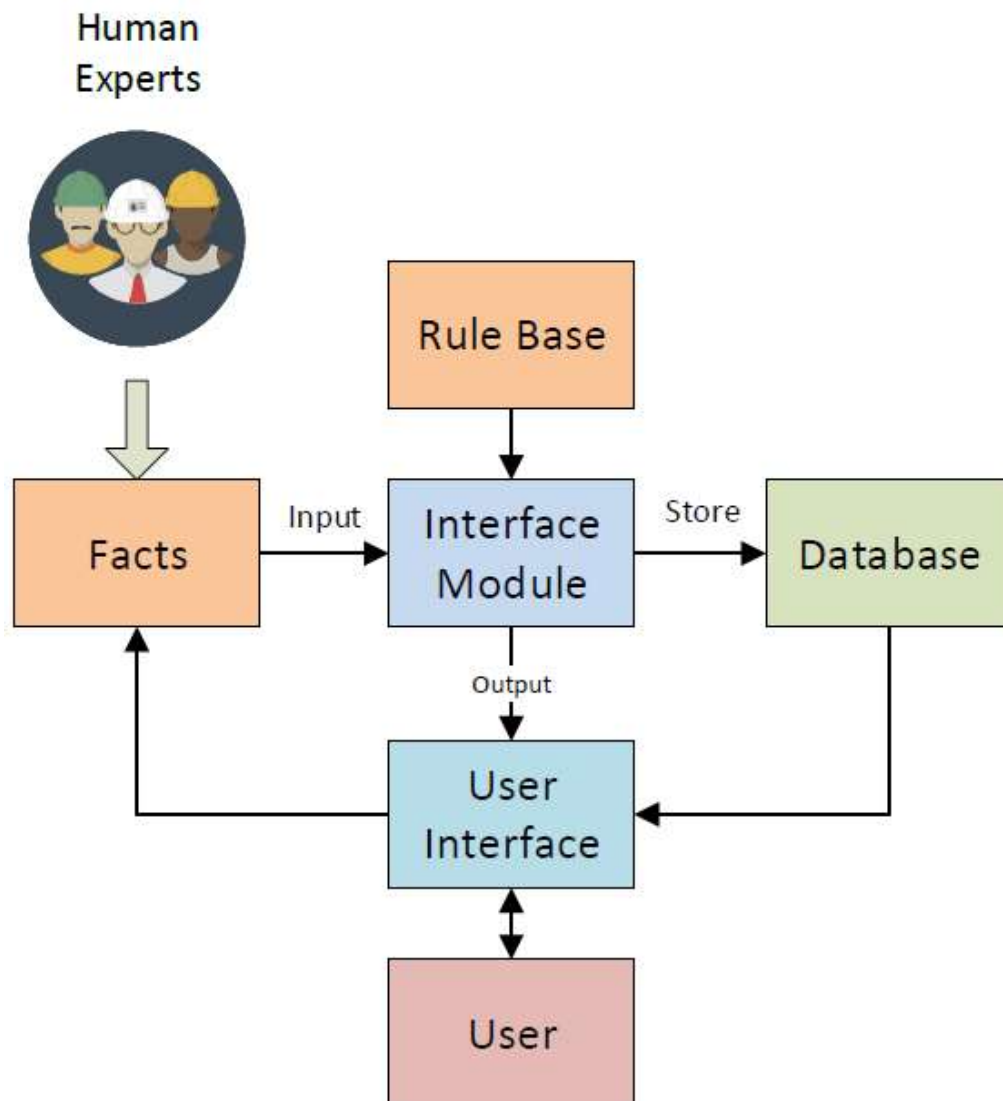 Human
Experts
Rule Base
Facts
Input
Interface
Module
Store
Database
Output
User
Interface
User